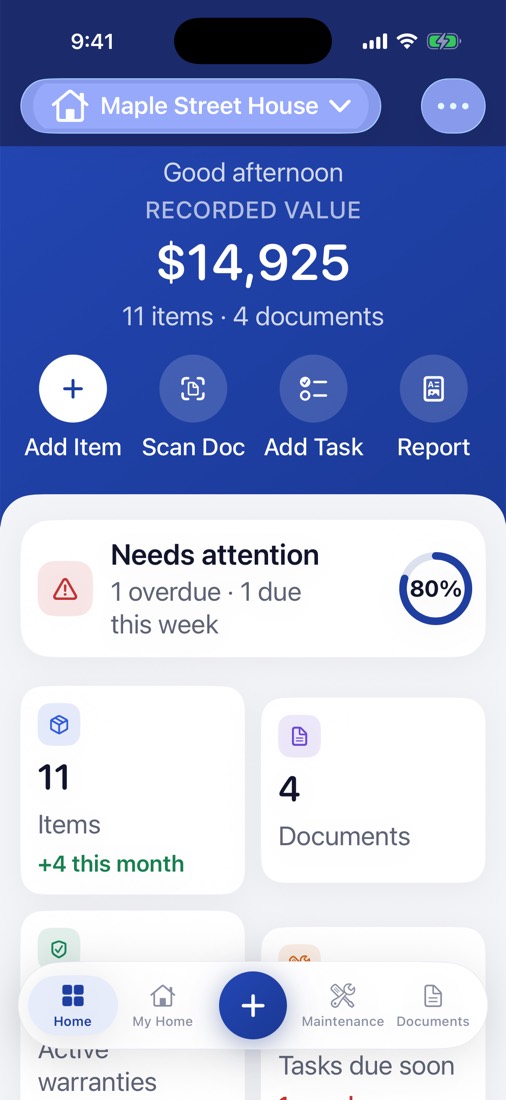 9:41
Maple Street House
Good afternoon
RECORDED VALUE
$14,925
11 items · 4 documents
Add Item
Scan Doc
Add Task
Report
Needs attention
1 overdue · 1 due
this week
80%
11
Items
+4 this month
4
Documents
Active
warranties
Tasks due soon
Home
My Home
Maintenance
Documents